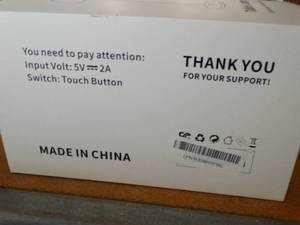 You need to pay attention:
Input Volt: 5V⎓2A
Switch: Touch Button
THANK YOU
FOR YOUR SUPPORT!
MADE IN CHINA